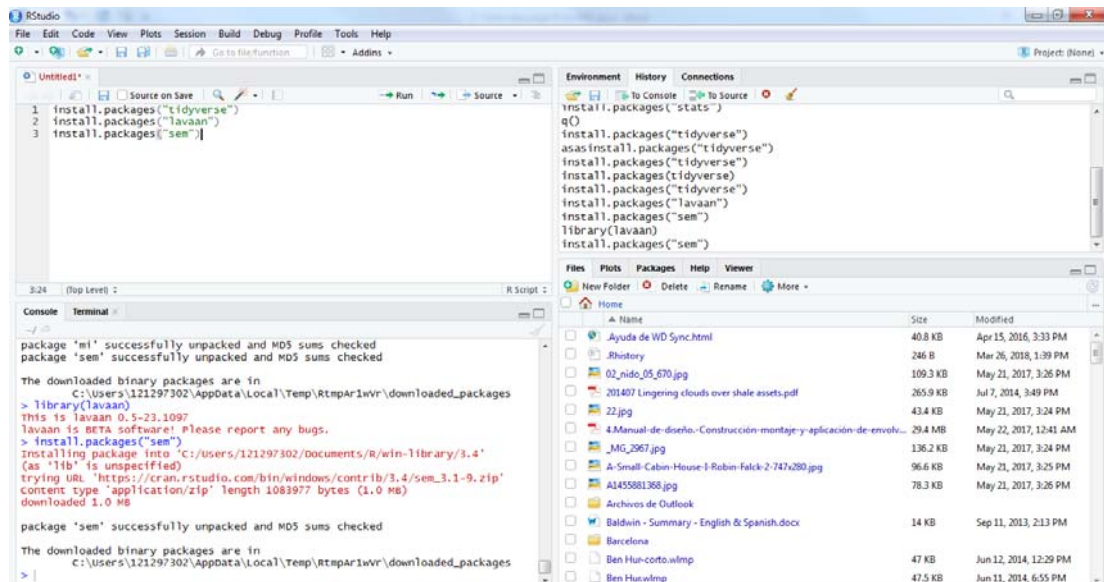 RStudio
File Edit Code View Plots Session Build Debug Profile Tools Help
Go to file/function Addins
Project: (None)
Untitled1*
Source on Save Run Source
1 install.packages("tidyverse")
2 install.packages("lavaan")
3 install.packages("sem")
3:24 (Top Level) R Script
Console Terminal
~/
package 'mi' successfully unpacked and MD5 sums checked
package 'sem' successfully unpacked and MD5 sums checked
The downloaded binary packages are in
C:\Users\121297302\AppData\Local\Temp\RtmpAr1wVr\downloaded_packages
> library(lavaan)
This is lavaan 0.5-23.1097
lavaan is BETA software! Please report any bugs.
> install.packages("sem")
Installing package into 'C:/Users/121297302/Documents/R/win-library/3.4'
(as 'lib' is unspecified)
trying URL 'https://cran.rstudio.com/bin/windows/contrib/3.4/sem_3.1-9.zip'
Content type 'application/zip' length 1083977 bytes (1.0 MB)
downloaded 1.0 MB
package 'sem' successfully unpacked and MD5 sums checked
The downloaded binary packages are in
C:\Users\121297302\AppData\Local\Temp\RtmpAr1wVr\downloaded_packages
>
Environment History Connections
To Console To Source
install.packages("stats")
q()
install.packages("tidyverse")
asasinstall.packages("tidyverse")
install.packages("tidyverse")
install.packages(tidyverse)
install.packages("tidyverse")
install.packages("lavaan")
install.packages("sem")
library(lavaan)
install.packages("sem")
Files Plots Packages Help Viewer
New Folder Delete Rename More
Home
Name Size Modified
.Ayuda de WD Sync.html 40.8 KB Apr 15, 2016, 3:33 PM
.Rhistory 246 B Mar 26, 2018, 1:39 PM
02_nido_05_670.jpg 109.3 KB May 21, 2017, 3:26 PM
201407 Lingering clouds over shale assets.pdf 265.9 KB Jul 7, 2014, 3:49 PM
22.jpg 43.4 KB May 21, 2017, 3:24 PM
4.Manual-de-diseño.-Construcción-montaje-y-aplicación-de-envolv... 29.4 MB May 22, 2017, 12:41 AM
_MG_2967.jpg 136.2 KB May 21, 2017, 3:24 PM
A-Small-Cabin-House-I-Robin-Falck-2-747x280.jpg 96.6 KB May 21, 2017, 3:25 PM
A1455881368.jpg 78.3 KB May 21, 2017, 3:26 PM
Archivos de Outlook
Baldwin - Summary - English & Spanish.docx 14 KB Sep 11, 2013, 2:13 PM
Barcelona
Ben Hur-corto.wlmp 47 KB Jun 12, 2014, 12:29 PM
Ben Hur.wlmp 47.5 KB Jun 11, 2014, 6:55 PM